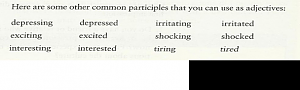 Here are some other common participles that you can use as adjectives:
depressing depressed irritating irritated
exciting excited shocking shocked
interesting interested tiring tired